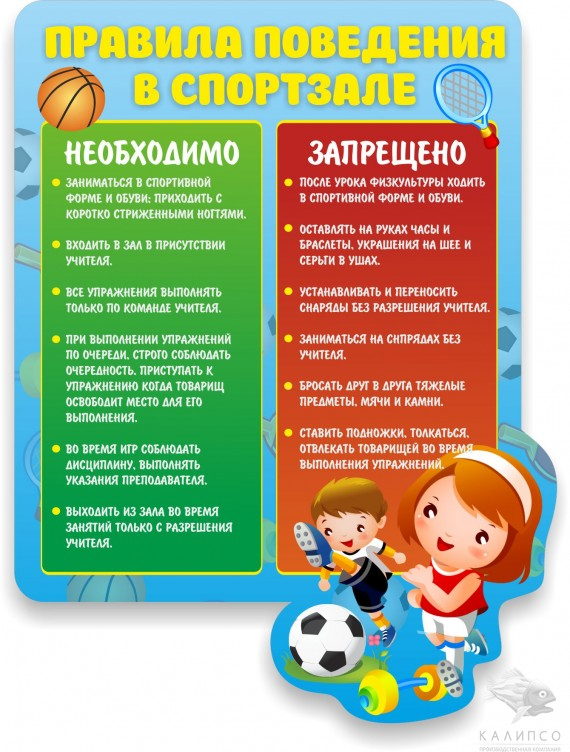 ПРАВИЛА ПОВЕДЕНИЯ
В СПОРТЗАЛЕ
НЕОБХОДИМО
ЗАНИМАТЬСЯ В СПОРТИВНОЙ
ФОРМЕ И ОБУВИ; ПРИХОДИТЬ С
КОРОТКО СТРИЖЕННЫМИ НОГТЯМИ.
ВХОДИТЬ В ЗАЛ В ПРИСУТСТВИИ
УЧИТЕЛЯ.
ВСЕ УПРАЖНЕНИЯ ВЫПОЛНЯТЬ
ТОЛЬКО ПО КОМАНДЕ УЧИТЕЛЯ.
ПРИ ВЫПОЛНЕНИИ УПРАЖНЕНИЙ
ПО ОЧЕРЕДИ, СТРОГО СОБЛЮДАТЬ
ОЧЕРЕДНОСТЬ. ПРИСТУПАТЬ К
УПРАЖНЕНИЮ КОГДА ТОВАРИЩ
ОСВОБОДИТ МЕСТО ДЛЯ ЕГО
ВЫПОЛНЕНИЯ.
ВО ВРЕМЯ ИГР СОБЛЮДАТЬ
ДИСЦИПЛИНУ, ВЫПОЛНЯТЬ
УКАЗАНИЯ ПРЕПОДАВАТЕЛЯ.
ВЫХОДИТЬ ИЗ ЗАЛА ВО ВРЕМЯ
ЗАНЯТИЙ ТОЛЬКО С РАЗРЕШЕНИЯ
УЧИТЕЛЯ.
ЗАПРЕЩЕНО
ПОСЛЕ УРОКА ФИЗКУЛЬТУРЫ ХОДИТЬ
В СПОРТИВНОЙ ФОРМЕ И ОБУВИ.
ОСТАВЛЯТЬ НА РУКАХ ЧАСЫ И
БРАСЛЕТЫ, УКРАШЕНИЯ НА ШЕЕ И
СЕРЬГИ В УШАХ.
УСТАНАВЛИВАТЬ И ПЕРЕНОСИТЬ
СНАРЯДЫ БЕЗ РАЗРЕШЕНИЯ УЧИТЕЛЯ.
ЗАНИМАТЬСЯ НА СНПРЯДАХ БЕЗ
УЧИТЕЛЯ.
БРОСАТЬ ДРУГ В ДРУГА ТЯЖЕЛЫЕ
ПРЕДМЕТЫ, МЯЧИ И КАМНИ.
СТАВИТЬ ПОДНОЖКИ, ТОЛКАТЬСЯ,
ОТВЛЕКАТЬ ТОВАРИЩЕЙ ВО ВРЕМЯ
ВЫПОЛНЕНИЯ УПРАЖНЕНИЙ.
КАЛИПСО
ПРОИЗВОДСТВЕННАЯ КОМПАНИЯ